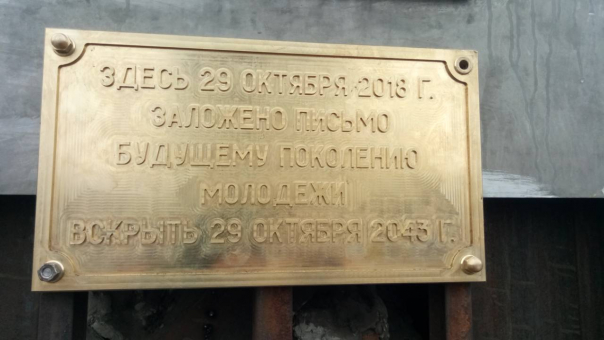 ЗДЕСЬ 29 ОКТЯБРЯ 2018 Г.
ЗАЛОЖЕНО ПИСЬМО
БУДУЩЕМУ ПОКОЛЕНИЮ
МОЛОДЕЖИ
ВСКРЫТЬ 29 ОКТЯБРЯ 2043 Г.